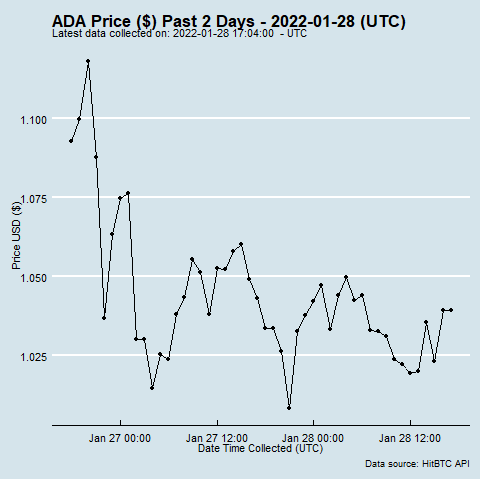 ADA Price ($) Past 2 Days - 2022-01-28 (UTC)
Latest data collected on: 2022-01-28 17:04:00 - UTC
Price USD ($)
1.100
1.075
1.050
1.025
Jan 27 00:00 Jan 27 12:00 Jan 28 00:00 Jan 28 12:00
Date Time Collected (UTC)
Data source: HitBTC API